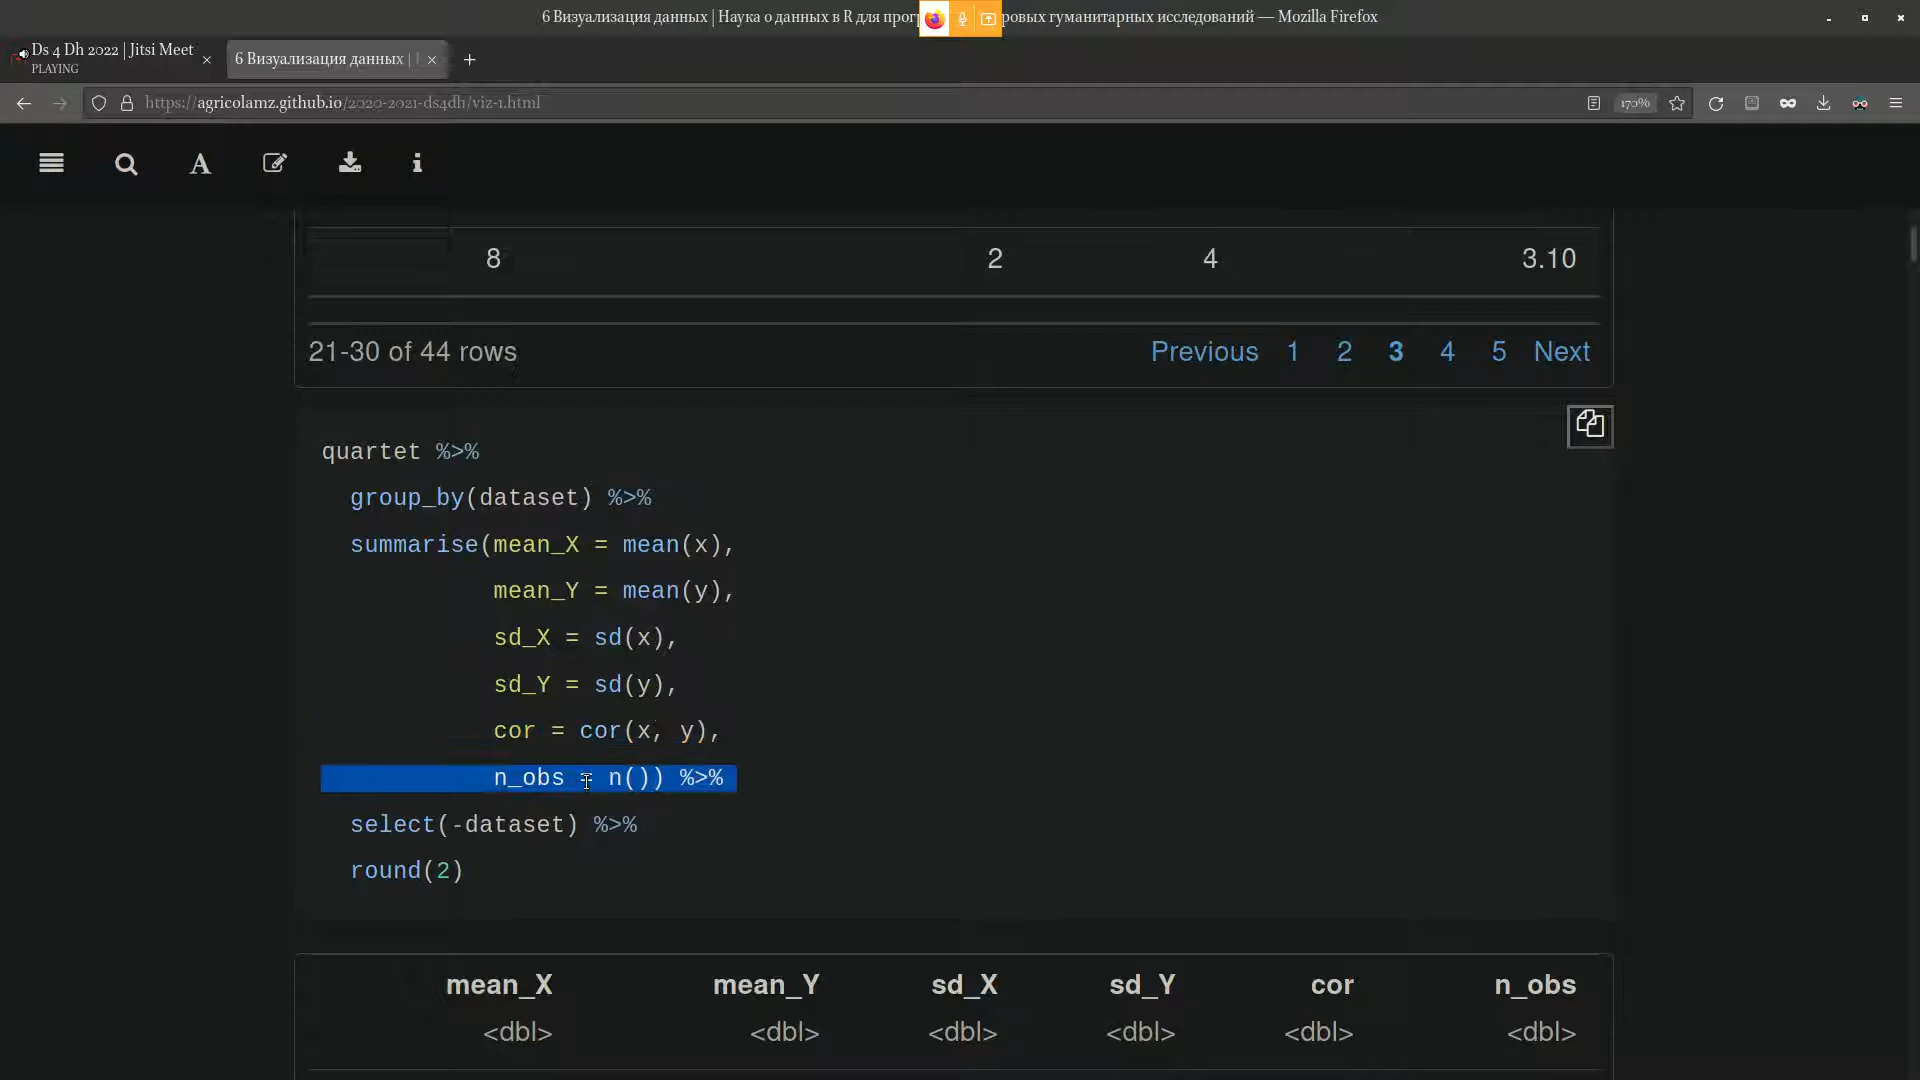 6 Визуализация данных | Наука о данных в R для прог ровых гуманитарных исследований — Mozilla Firefox
Ds 4 Dh 2022 | Jitsi Meet
PLAYING
6 Визуализация данных |
https://agricolamz.github.io/2020-2021-ds4dh/viz-1.html
170%
8 2 4 3.10
21-30 of 44 rows
Previous 1 2 3 4 5 Next
quartet %>%
group_by(dataset) %>%
summarise(mean_X = mean(x),
mean_Y = mean(y),
sd_X = sd(x),
sd_Y = sd(y),
cor = cor(x, y),
n_obs = n()) %>%
select(-dataset) %>%
round(2)
mean_X mean_Y sd_X sd_Y cor n_obs
<dbl> <dbl> <dbl> <dbl> <dbl> <dbl>